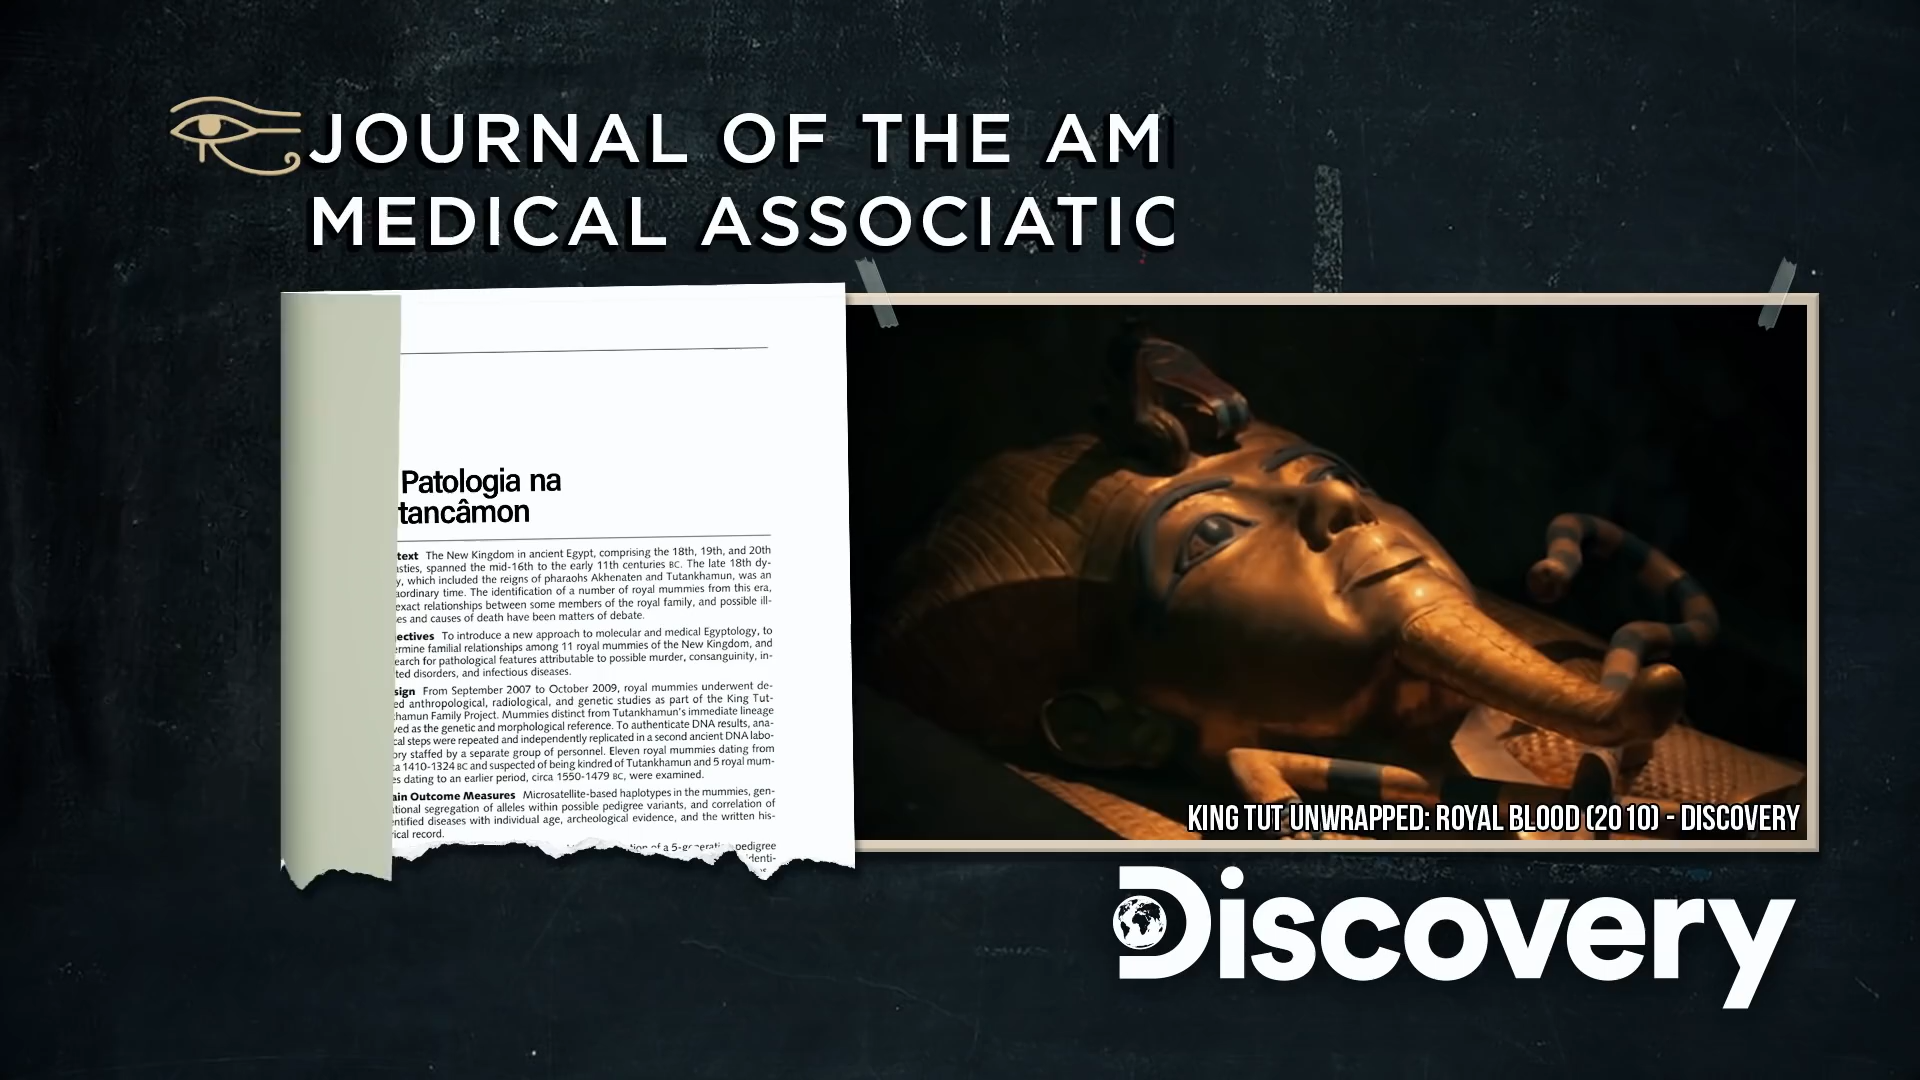 JOURNAL OF THE AM
MEDICAL ASSOCIATIO
Patologia na
tancâmon
text The New Kingdom in ancient Egypt, comprising the 18th, 19th, and 20th
sties, spanned the mid-16th to the early 11th centuries BC. The late 18th dy-
y, which included the reigns of pharaohs Akhenaten and Tutankhamun, was an
aordinary time. The identification of a number of royal mummies from this era,
exact relationships between some members of the royal family, and possible ill-
es and causes of death have been matters of debate.
ectives To introduce a new approach to molecular and medical Egyptology, to
ermine familial relationships among 11 royal mummies of the New Kingdom, and
earch for pathological features attributable to possible murder, consanguinity, in-
ted disorders, and infectious diseases.
sign From September 2007 to October 2009, royal mummies underwent de-
ed anthropological, radiological, and genetic studies as part of the King Tut-
khamun Family Project. Mummies distinct from Tutankhamun's immediate lineage
ved as the genetic and morphological reference. To authenticate DNA results, ana-
cal steps were repeated and independently replicated in a second ancient DNA labo-
ory staffed by a separate group of personnel. Eleven royal mummies dating from
a 1410-1324 BC and suspected of being kindred of Tutankhamun and 5 royal mum-
es dating to an earlier period, circa 1550-1479 BC, were examined.
ain Outcome Measures Microsatellite-based haplotypes in the mummies, gen-
ational segregation of alleles within possible pedigree variants, and correlation of
entified diseases with individual age, archeological evidence, and the written his-
rical record.
tion of a 5-generation pedigree
identi-
KING TUT UNWRAPPED: ROYAL BLOOD (2010) - DISCOVERY
Discovery